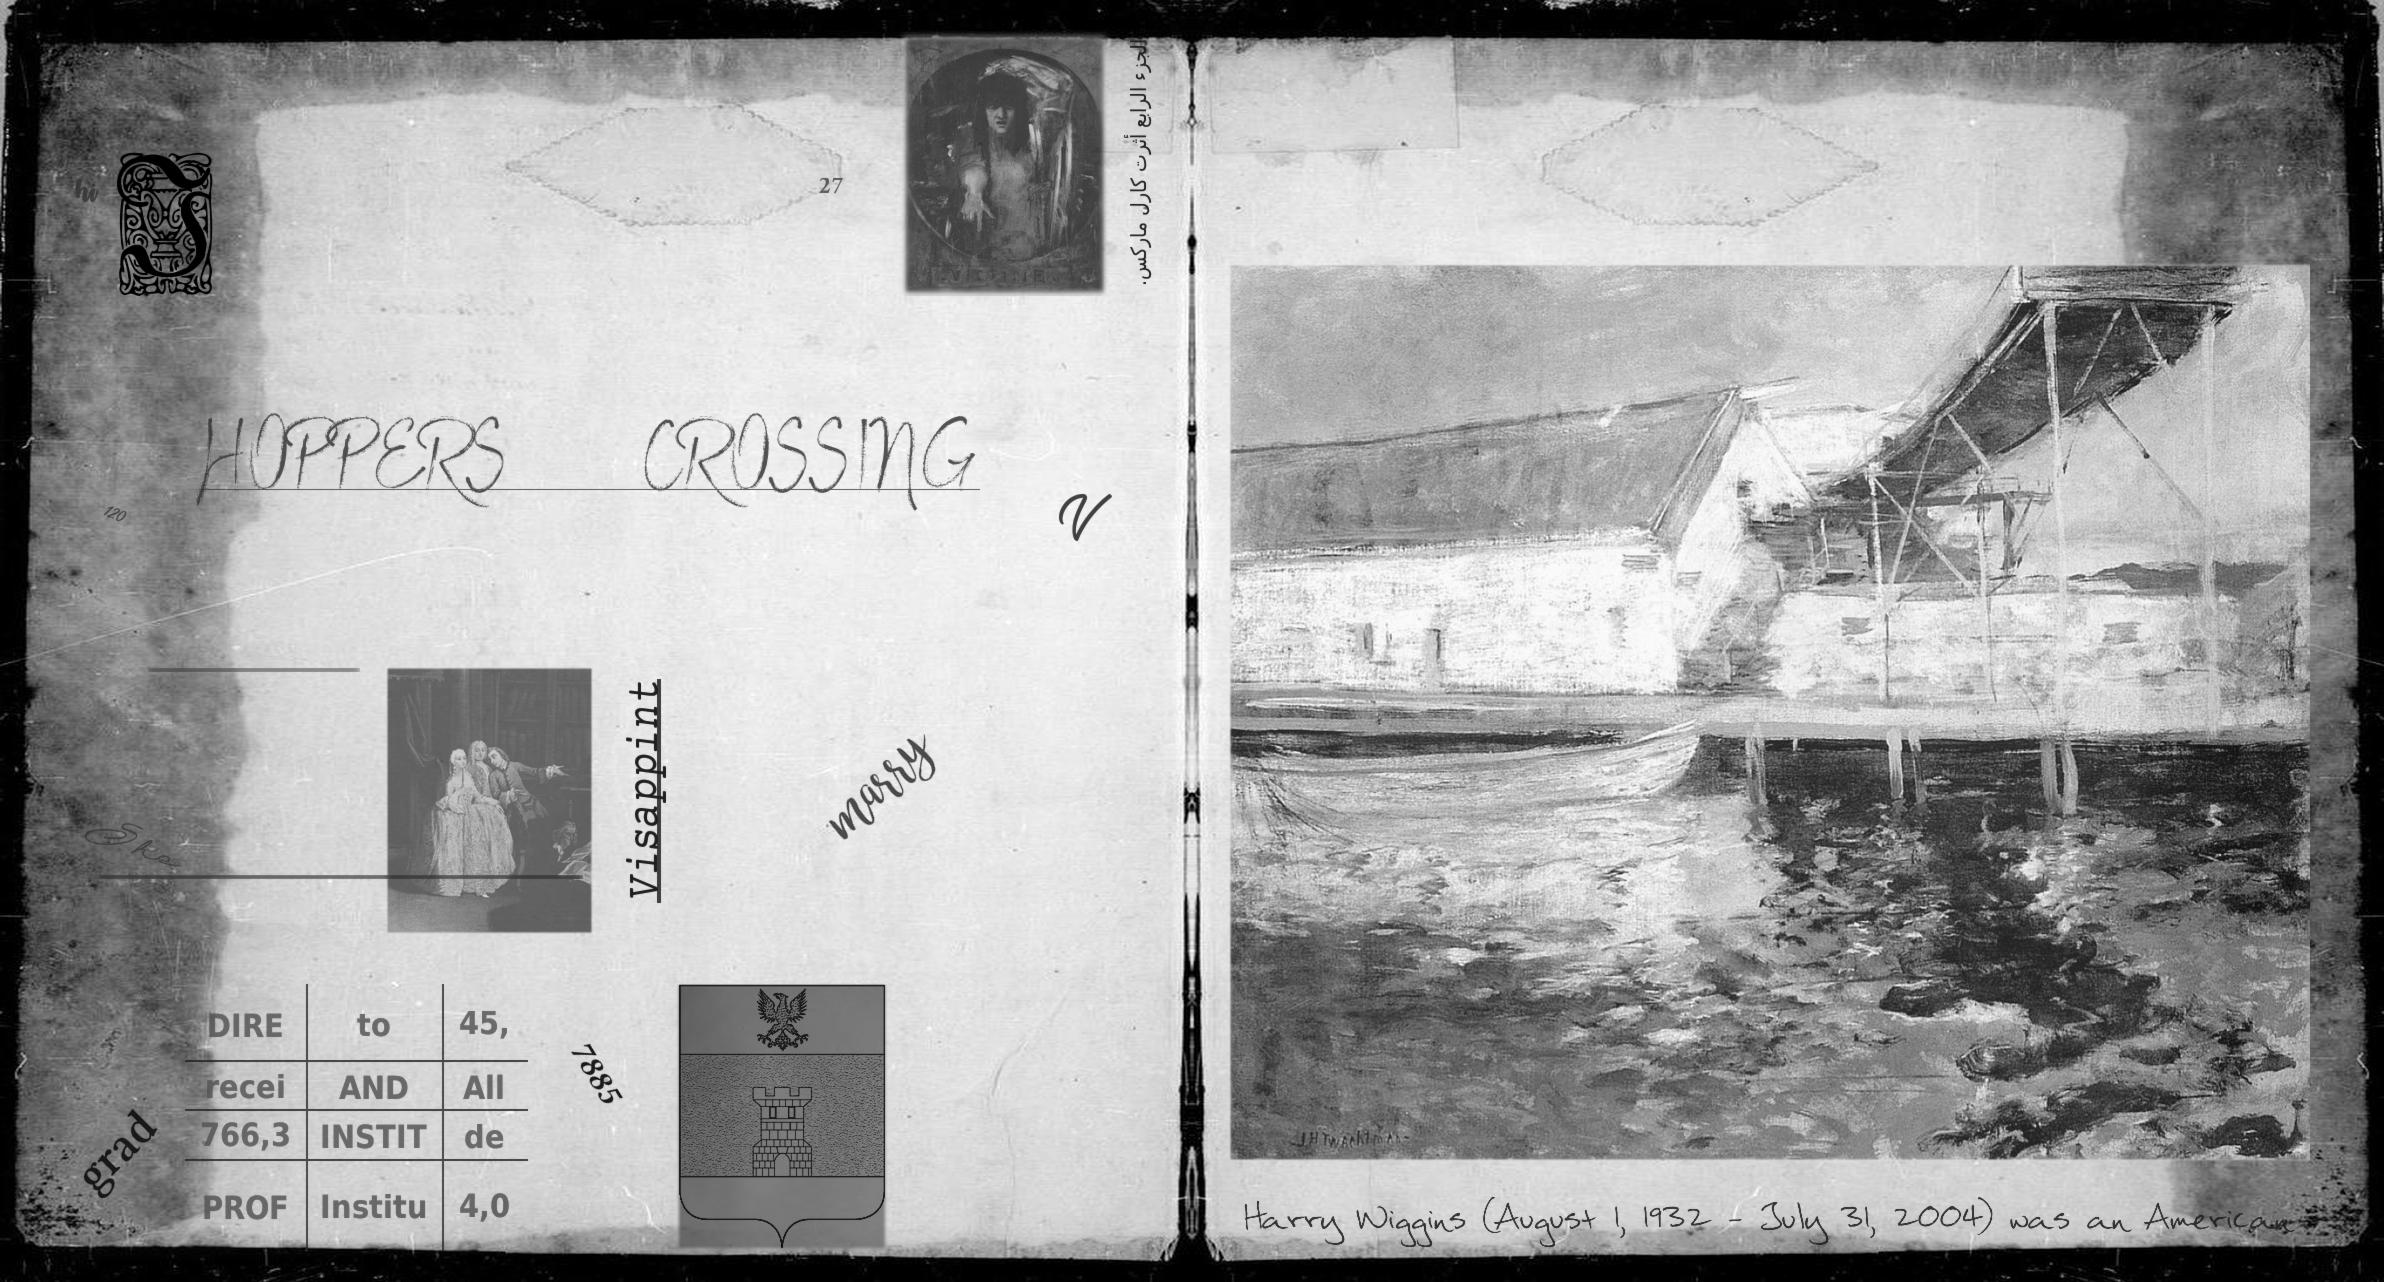 27
الجزء الرابع أثرت كارل ماركس.
hi
HOPPERS CROSSING
120
V
Visappint
marry
She
DIRE to 45,
recei AND All
766,3 INSTIT de
PROF Institu 4,0
7885
grad
Harry Wiggins (August 1, 1932 – July 31, 2004) was an American